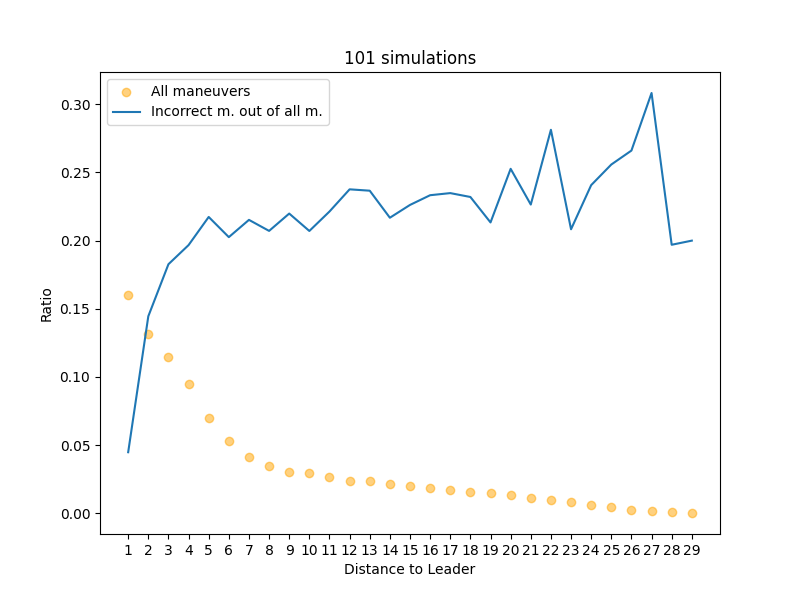 101 simulations
All maneuvers
Incorrect m. out of all m.
0.30
0.25
0.20
0.15
0.10
0.05
0.00
Ratio
1 2 3 4 5 6 7 8 9 10 11 12 13 14 15 16 17 18 19 20 21 22 23 24 25 26 27 28 29
Distance to Leader